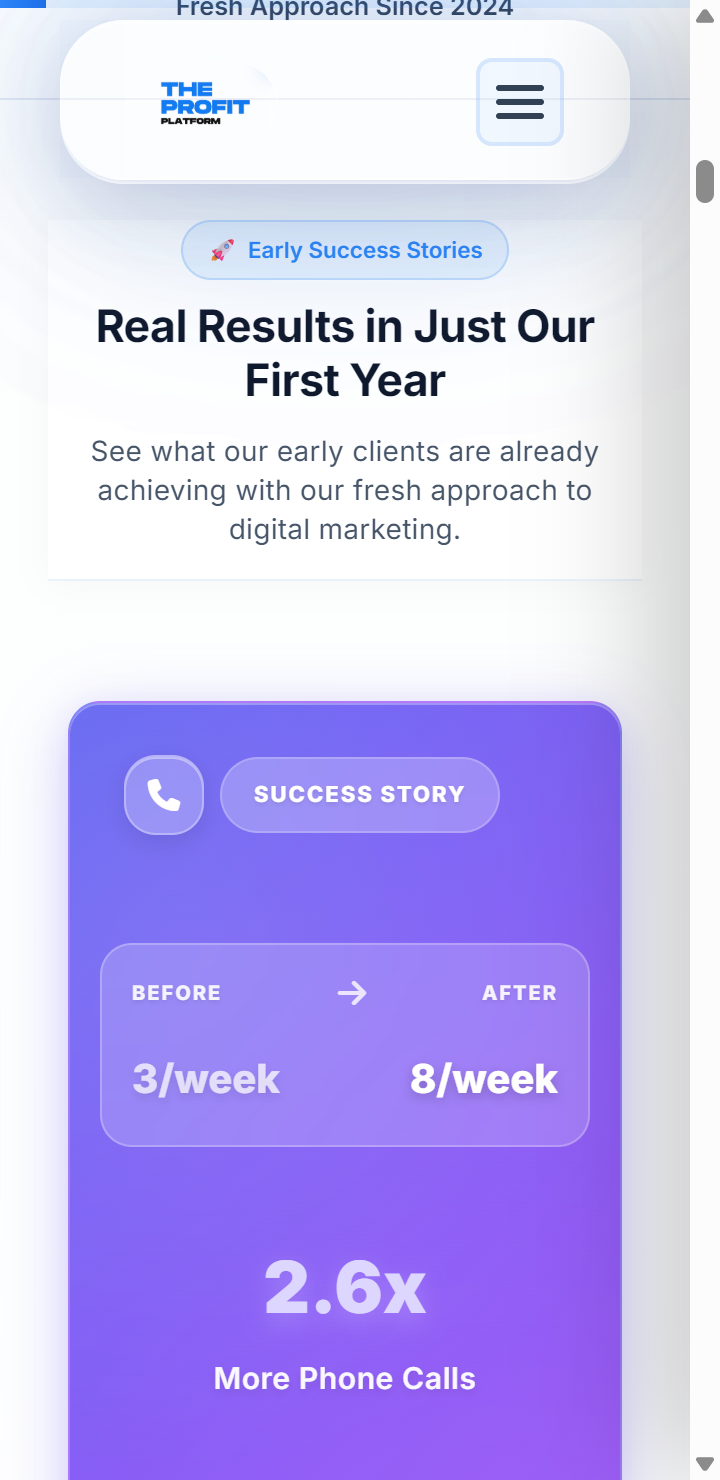 Fresh Approach Since 2024
THE
PROFIT
PLATFORM
🚀 Early Success Stories
Real Results in Just Our
First Year
See what our early clients are already
achieving with our fresh approach to
digital marketing.
SUCCESS STORY
BEFORE → AFTER
3/week 8/week
2.6x
More Phone Calls